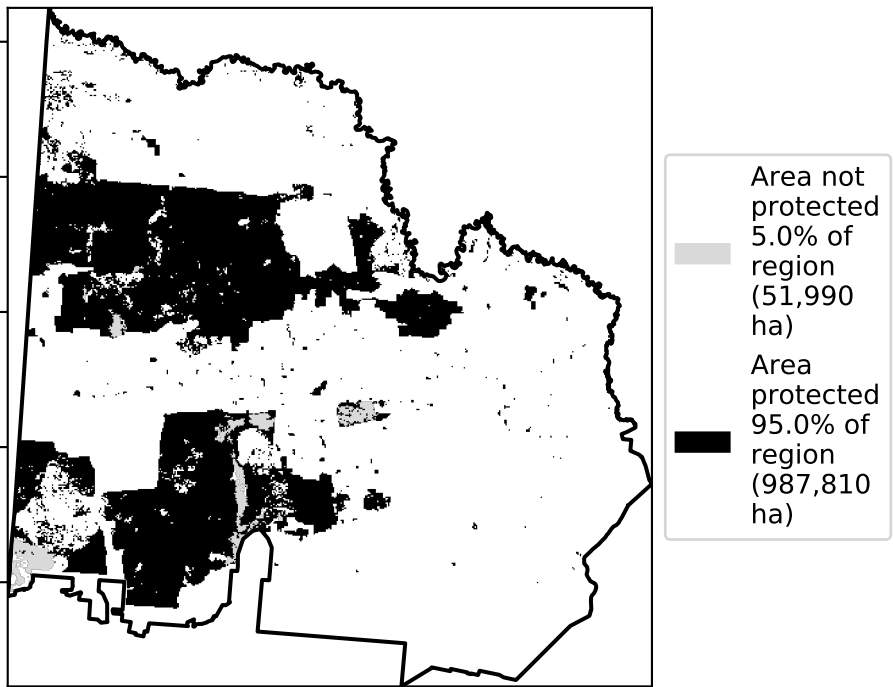 Area not
protected
5.0% of
region
(51,990
ha)
Area
protected
95.0% of
region
(987,810
ha)